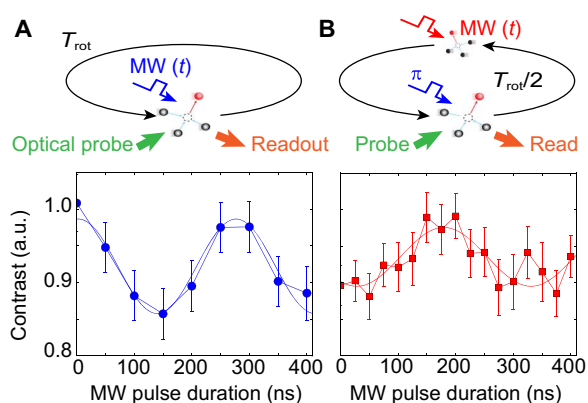 A
T_rot
MW (t)
Optical probe
Readout
B
MW (t)
π
T_rot/2
Probe
Read
Contrast (a.u.)
1.0
0.9
0.8
0 100 200 300 400
MW pulse duration (ns)
0 100 200 300 400
MW pulse duration (ns)